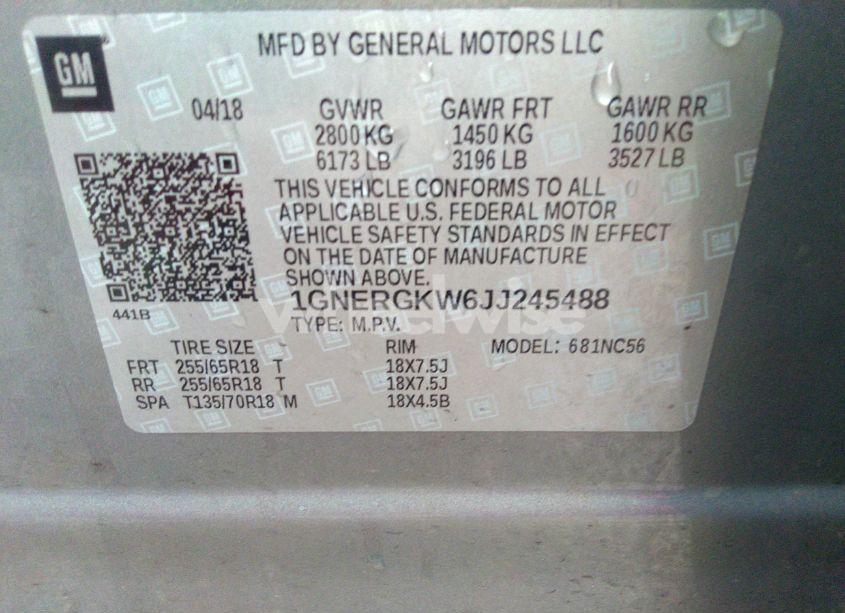 GM
MFD BY GENERAL MOTORS LLC
04/18 GVWR GAWR FRT GAWR RR
2800 KG 1450 KG 1600 KG
6173 LB 3196 LB 3527 LB
THIS VEHICLE CONFORMS TO ALL
APPLICABLE U.S. FEDERAL MOTOR
VEHICLE SAFETY STANDARDS IN EFFECT
ON THE DATE OF MANUFACTURE
SHOWN ABOVE.
1GNERGKW6JJ245488
441B
TYPE: M.P.V.
TIRE SIZE RIM MODEL: 681NC56
FRT 255/65R18 T 18X7.5J
RR 255/65R18 T 18X7.5J
SPA T135/70R18 M 18X4.5B